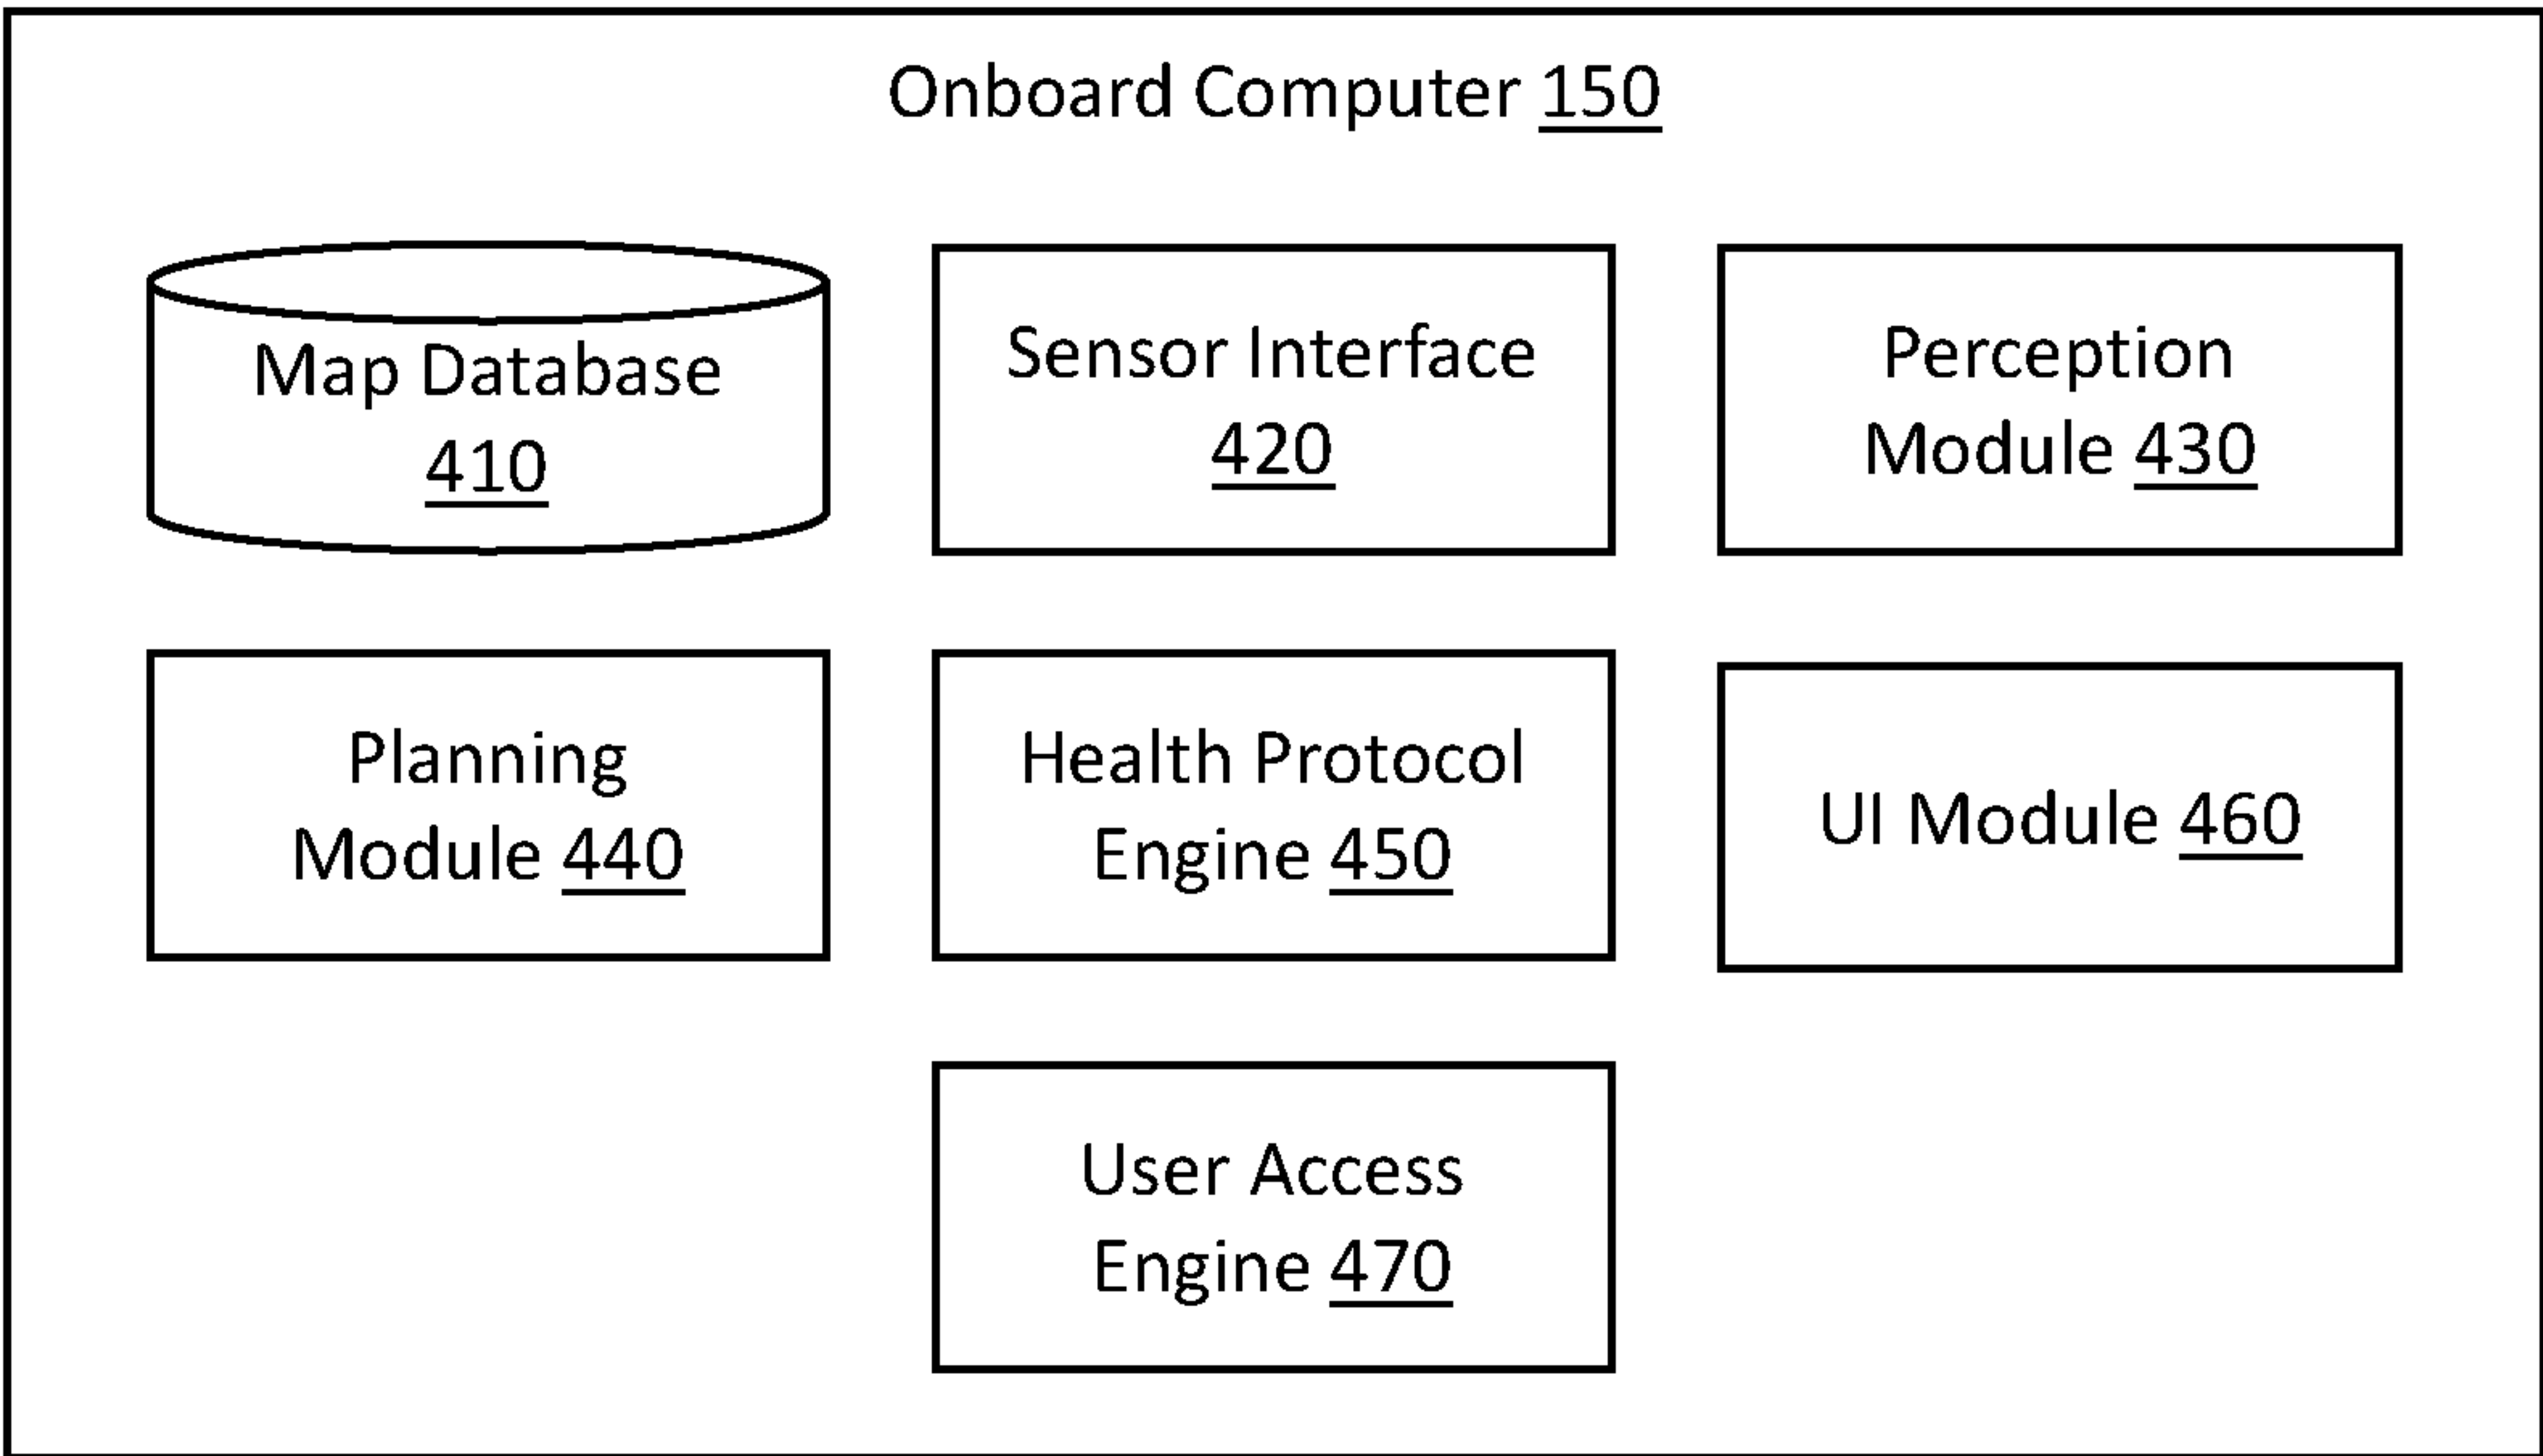 Onboard Computer 150
Map Database
410
Sensor Interface
420
Perception
Module 430
Planning
Module 440
Health Protocol
Engine 450
UI Module 460
User Access
Engine 470